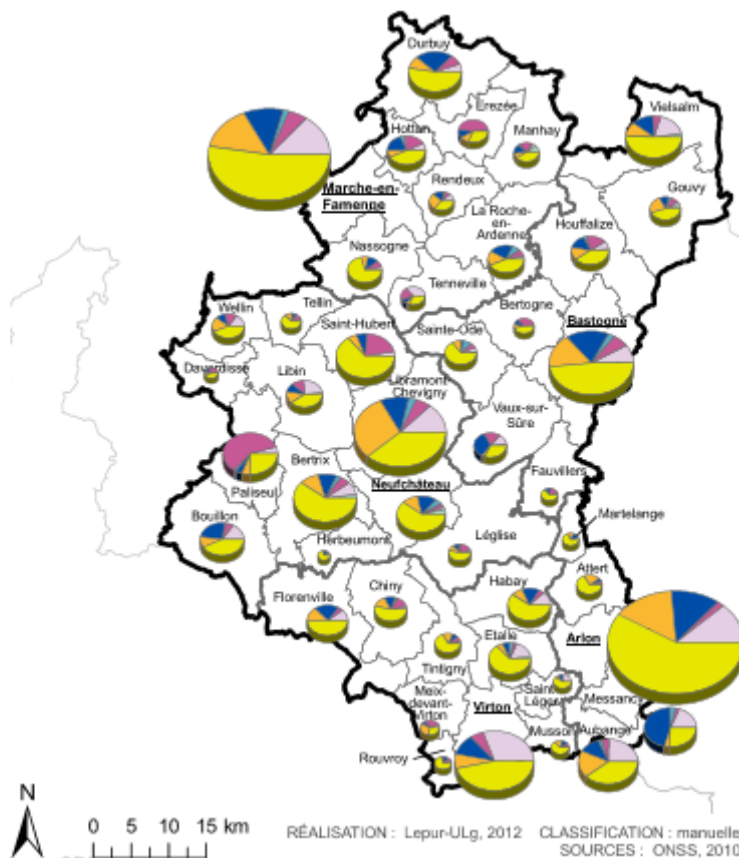 Durbuy
Erezée
Vielsalm
Hotton
Manhay
Marche-en-
Famenge
Rendeux
Gouvy
La Roche-
en-
Ardenne
Houffalize
Nassogne
Tenneville
Bertogne
Wellin
Tellin
Saint-Hubert
Sainte-Ode
Bastogne
Daverdisse
Libin
Libramont-
Chevigny
Vaux-sur-
Sûre
Bertrix
Fauvillers
Paliseul
Neufchâteau
Martelange
Bouillon
Herbeumont
Léglise
Attert
Habay
Florenville
Chiny
Arlon
Etalle
Tintigny
Meix-
devant-
Virton
Saint-
Léger
Messancy
Virton
Musson
Aubange
Rouvroy
N
0 5 10 15 km
RÉALISATION : Lepur-ULg, 2012 CLASSIFICATION : manuelle
SOURCES : ONSS, 2010